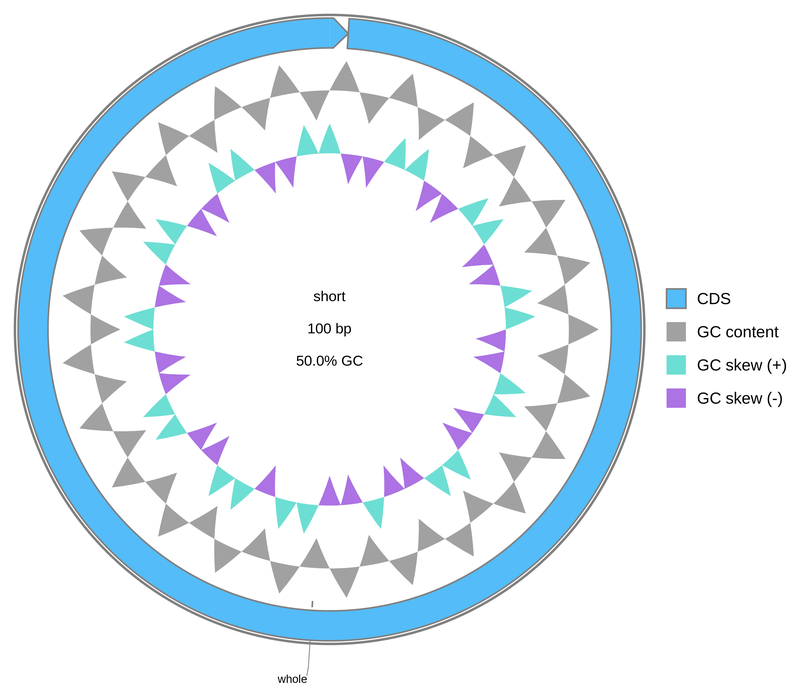 short
100 bp
50.0% GC
CDS
GC content
GC skew (+)
GC skew (-)
whole